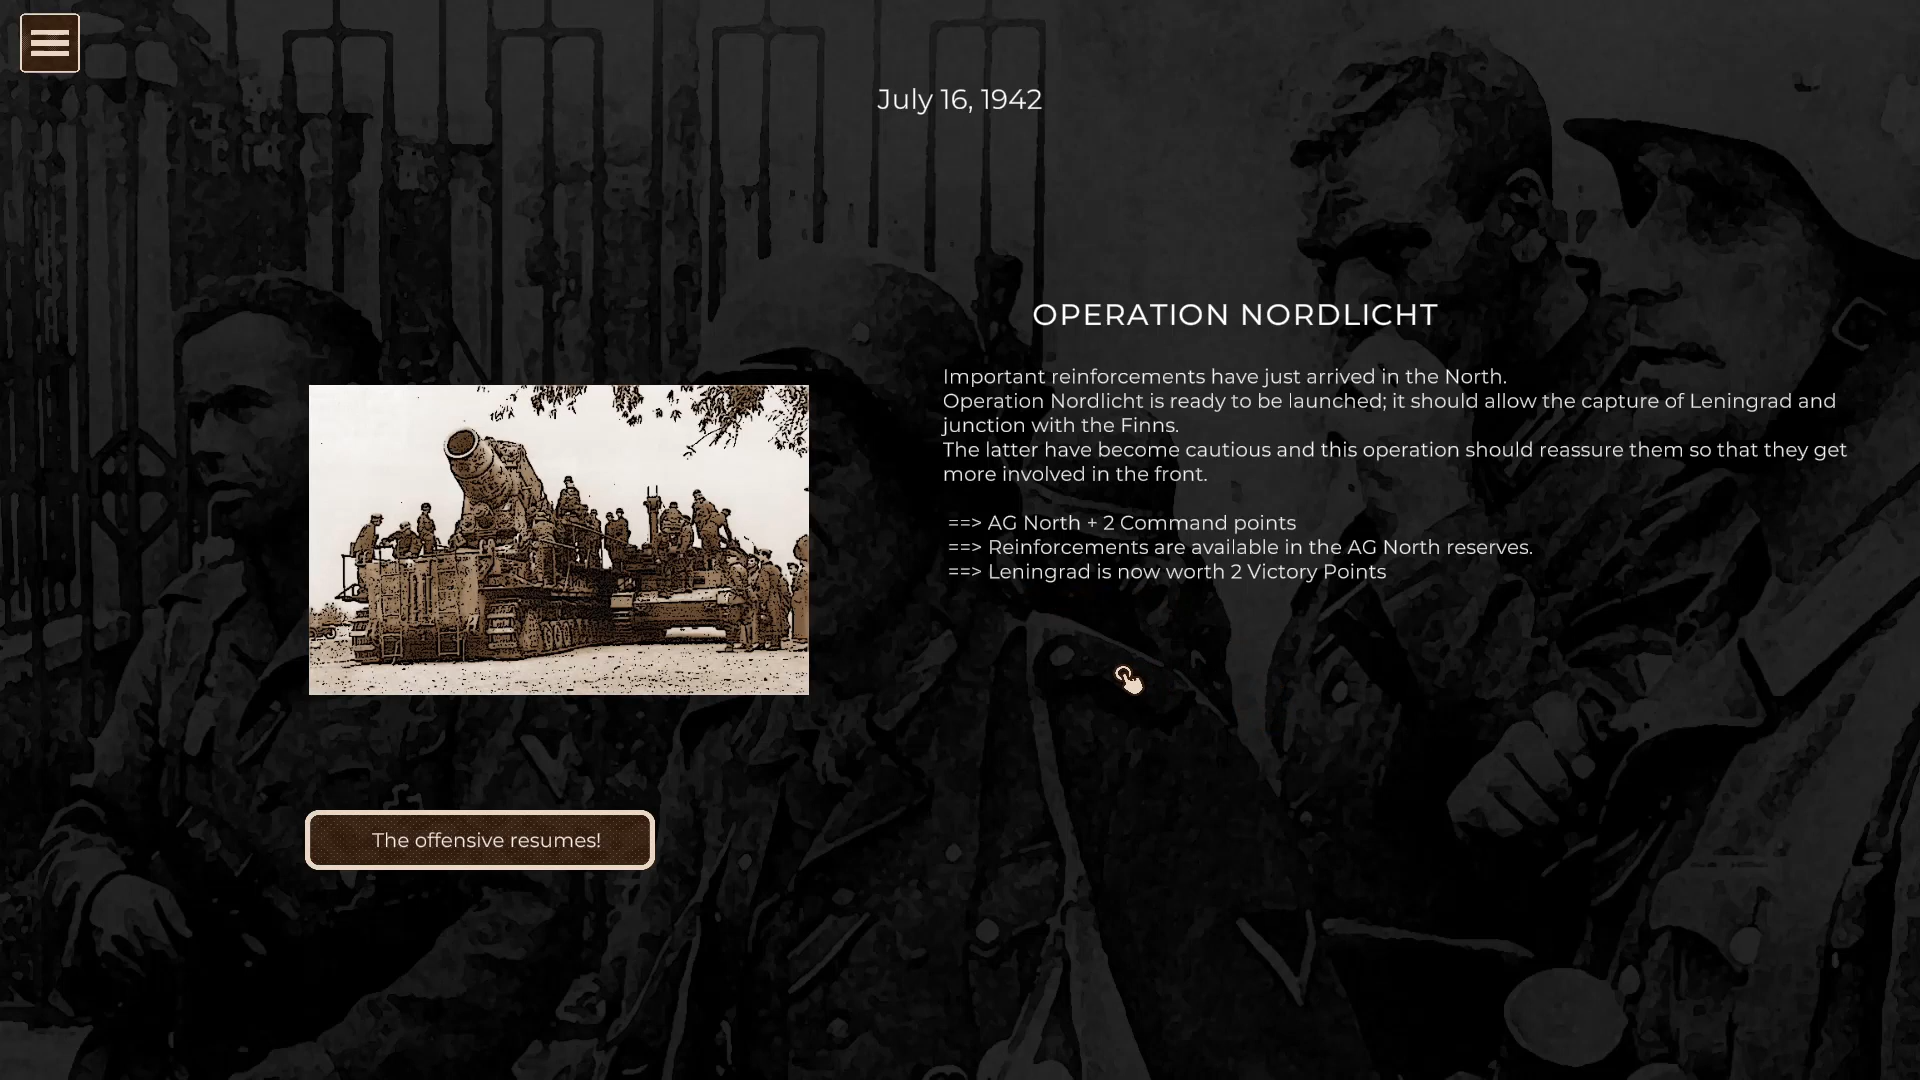 July 16, 1942
OPERATION NORDLICHT
Important reinforcements have just arrived in the North.
Operation Nordlicht is ready to be launched; it should allow the capture of Leningrad and
junction with the Finns.
The latter have become cautious and this operation should reassure them so that they get
more involved in the front.
==> AG North + 2 Command points
==> Reinforcements are available in the AG North reserves.
==> Leningrad is now worth 2 Victory Points
The offensive resumes!